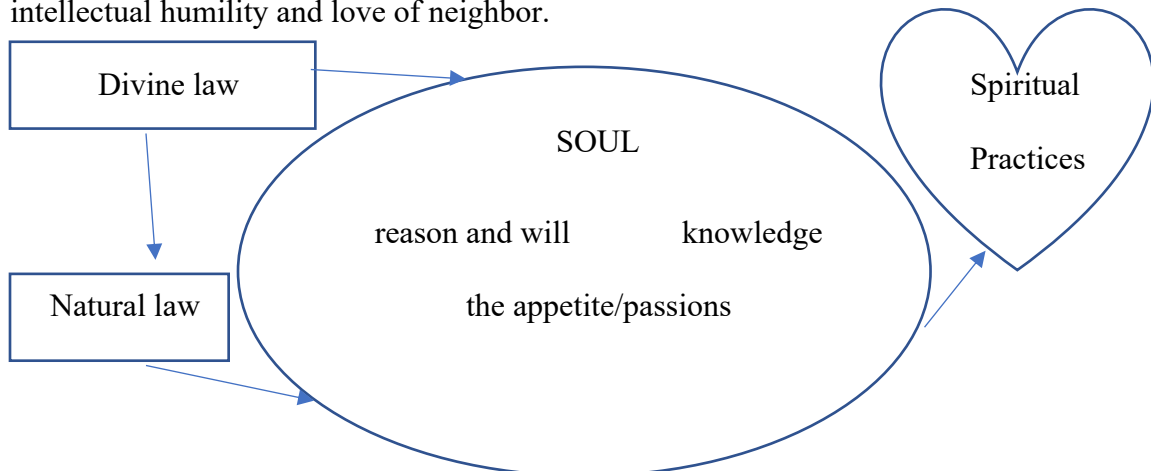 intellectual humility and love of neighbor.
Divine law
SOUL
Spiritual
Practices
reason and will
knowledge
the appetite/passions
Natural law